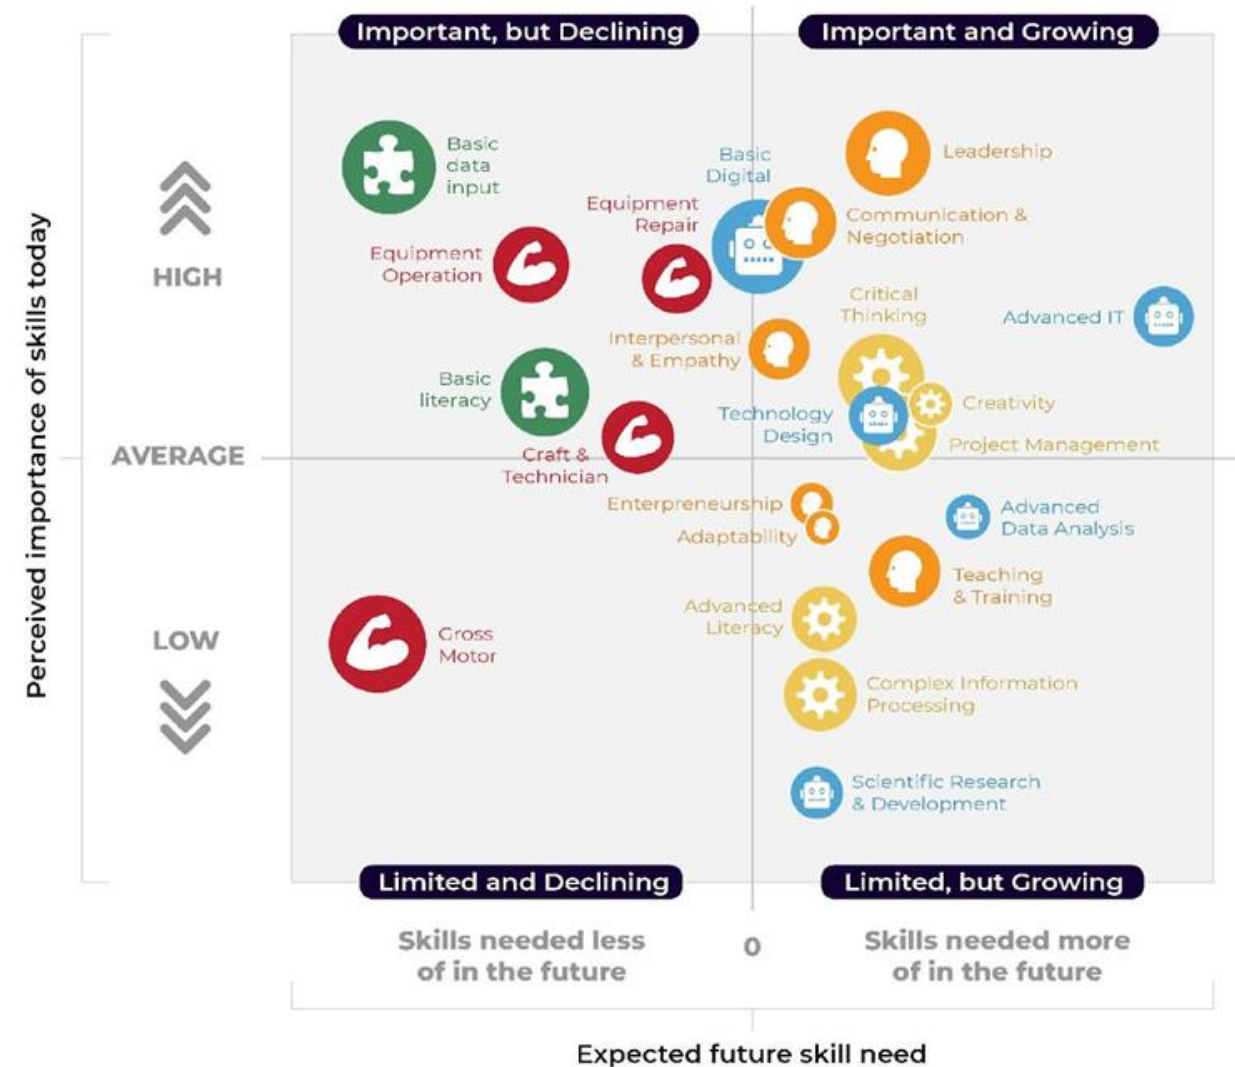 Important, but Declining
Important and Growing
Perceived importance of skills today
HIGH
AVERAGE
LOW
Basic
data
input
Basic
Digital
Leadership
Equipment
Repair
Communication &
Negotiation
Equipment
Operation
Critical
Thinking
Advanced IT
Interpersonal
& Empathy
Basic
literacy
Creativity
Technology
Design
Project Management
Craft &
Technician
Enterpreneurship
Adaptability
Advanced
Data Analysis
Teaching
& Training
Advanced
Literacy
Gross
Motor
Complex Information
Processing
Scientific Research
& Development
Limited and Declining
Limited, but Growing
Skills needed less
of in the future
0
Skills needed more
of in the future
Expected future skill need